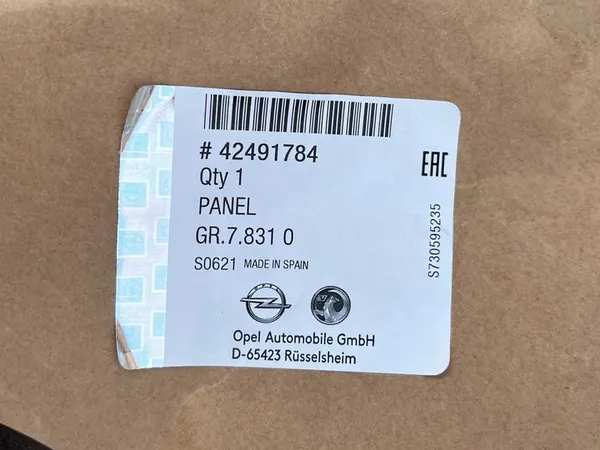 # 42491784
Qty 1
PANEL
GR.7.831 0
S0621 MADE IN SPAIN
EAC
S730595235
OPEL
Opel Automobile GmbH
D-65423 Rüsselsheim